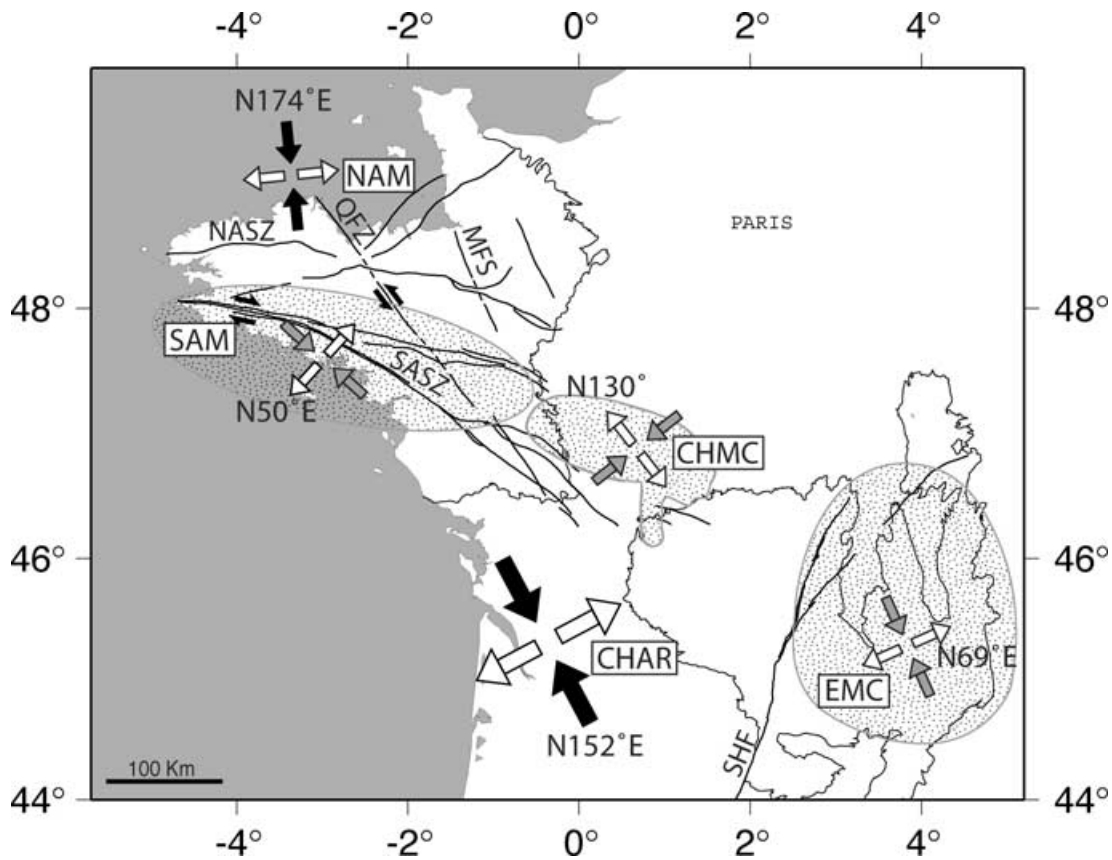 -4° -2° 0° 2° 4°
N174°E
NAM
QFZ
NASZ
MFS
PARIS
48° 48°
SAM
SASZ
N130°
N50°E
CHMC
46° 46°
CHAR
N69°E
EMC
N152°E
SHF
100 Km
44° 44°
-4° -2° 0° 2° 4°